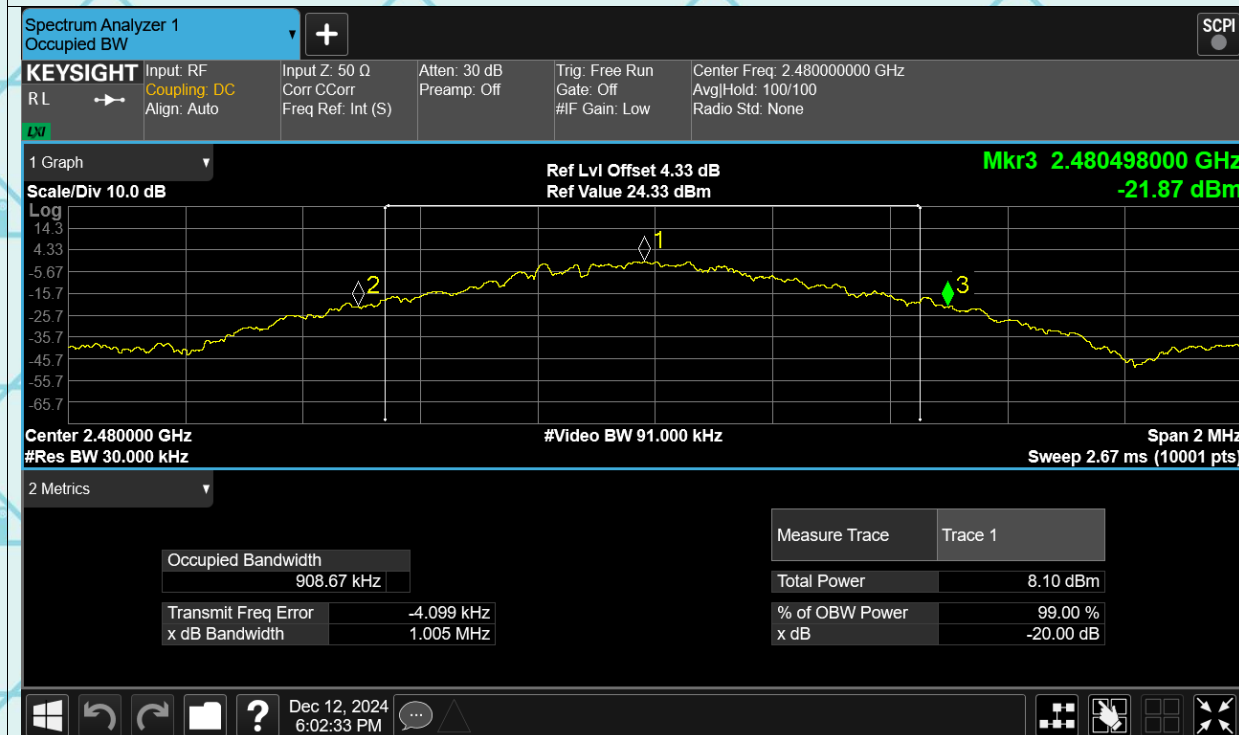 Spectrum Analyzer 1
Occupied BW
+
SCPI
KEYSIGHT
RL
LXI
Input: RF
Coupling: DC
Align: Auto
Input Z: 50 Ω
Corr CCorr
Freq Ref: Int (S)
Atten: 30 dB
Preamp: Off
Trig: Free Run
Gate: Off
#IF Gain: Low
Center Freq: 2.480000000 GHz
Avg|Hold: 100/100
Radio Std: None
1 Graph
Scale/Div 10.0 dB
Ref Lvl Offset 4.33 dB
Ref Value 24.33 dBm
Mkr3 2.480498000 GHz
-21.87 dBm
Log
14.3
4.33
-5.67
-15.7
-25.7
-35.7
-45.7
-55.7
-65.7
1
2
3
Center 2.480000 GHz
#Video BW 91.000 kHz
Span 2 MHz
#Res BW 30.000 kHz
Sweep 2.67 ms (10001 pts)
2 Metrics
Occupied Bandwidth
908.67 kHz
Transmit Freq Error -4.099 kHz
x dB Bandwidth 1.005 MHz
Measure Trace Trace 1
Total Power 8.10 dBm
% of OBW Power 99.00 %
x dB -20.00 dB
?
Dec 12, 2024
6:02:33 PM